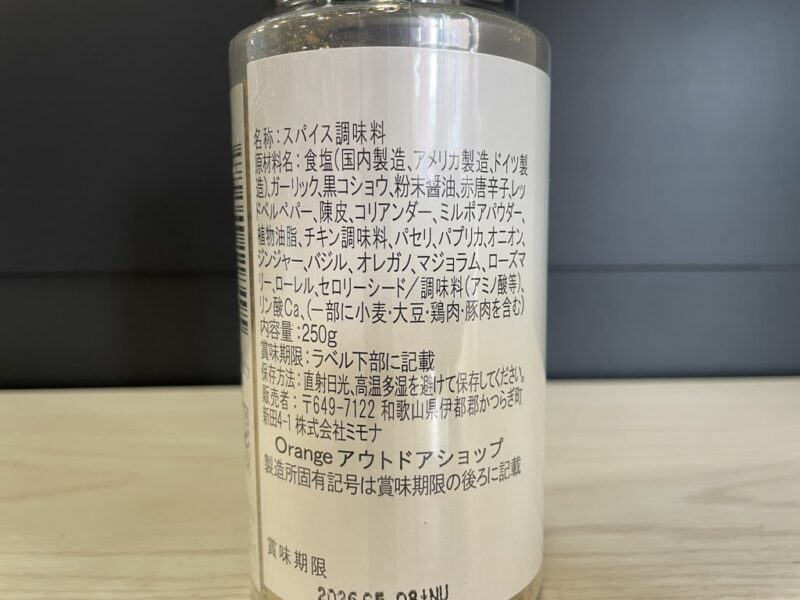 名称：スパイス調味料
原材料名：食塩(国内製造、アメリカ製造、ドイツ製
造)、ガーリック、黒コショウ、粉末醤油、赤唐辛子、レッ
ドベルペパー、陳皮、コリアンダー、ミルポアパウダー、
植物油脂、チキン調味料、パセリ、パプリカ、オニオン、
ジンジャー、バジル、オレガノ、マジョラム、ローズマ
リー、ローレル、セロリーシード／調味料(アミノ酸等)、
リン酸Ca、(一部に小麦・大豆・鶏肉・豚肉を含む)
内容量：250g
賞味期限：ラベル下部に記載
保存方法：直射日光、高温多湿を避けて保存してください。
販売者：〒649-7122 和歌山県伊都郡かつらぎ町
新田4-1 株式会社ミモナ
Orange アウトドアショップ
製造所固有記号は賞味期限の後ろに記載
賞味期限
2026.05.08+NU